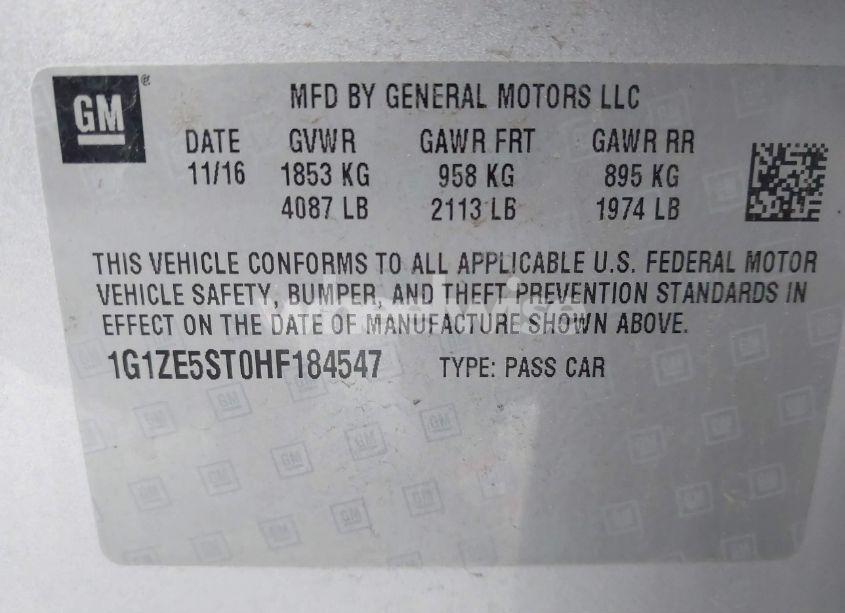 GM®
MFD BY GENERAL MOTORS LLC
DATE GVWR GAWR FRT GAWR RR
11/16 1853 KG 958 KG 895 KG
4087 LB 2113 LB 1974 LB
THIS VEHICLE CONFORMS TO ALL APPLICABLE U.S. FEDERAL MOTOR
VEHICLE SAFETY, BUMPER, AND THEFT PREVENTION STANDARDS IN
EFFECT ON THE DATE OF MANUFACTURE SHOWN ABOVE.
1G1ZE5ST0HF184547 TYPE: PASS CAR